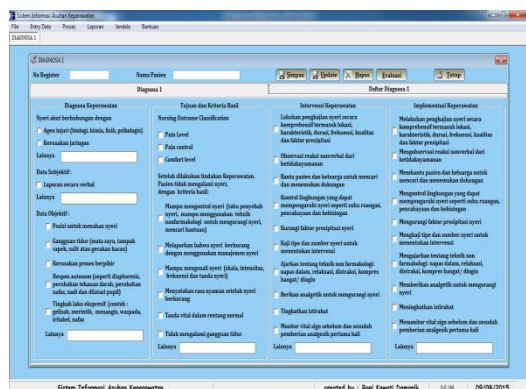 Sistem Informasi Asuhan Keperawatan
File Entry Data Proses Laporan Jendela Bantuan
DIAGNOSA 1
DIAGNOSA 1
No Register Nama Pasien Simpan Update Hapus Evaluasi Tutup
Diagnosa 1 Daftar Diagnosa 1
Diagnosa Keperawatan
Nyeri akut berhubungan dengan
Agen injuri (biologi, kimia, fisik, psikologis)
Kerusakan jaringan
Lainnya
Data Subjektif :
Laporan secara verbal
Lainnya
Data Objektif :
Posisi untuk menahan nyeri
Gangguan tidur (mata sayu, tampak
capek, sulit atau gerakan kacau)
Kerusakan proses berpikir
Respon autonom (seperti diaphoresis,
perubahan tekanan darah, perubahan
nafas, nadi dan dilatasi pupil)
Tingkah laku ekspresif (contoh :
gelisah, merintih, menangis, waspada,
iritabel, nafas
Lainnya
Tujuan dan Kriteria Hasil
Nursing Outcome Classification
Pain Level
Pain control
Comfort level
Setelah dilakukan tindakan Keperawatan.
Pasien tidak mengalami nyeri,
dengan kriteria hasil:
Mampu mengontrol nyeri (tahu penyebab
nyeri, mampu menggunakan teknik
nonfarmakologi untuk mengurangi nyeri,
mencari bantuan)
Melaporkan bahwa nyeri berkurang
dengan menggunakan manajemen nyeri
Mampu mengenali nyeri (skala, intensitas,
frekuensi dan tanda nyeri)
Menyatakan rasa nyaman setelah nyeri
berkurang
Tanda vital dalam rentang normal
Tidak mengalami gangguan tidur
Lainnya
Intervensi Keperawatan
Lakukan pengkajian nyeri secara
komprehensif termasuk lokasi,
karakteristik, durasi, frekuensi, kualitas
dan faktor presipitasi
Observasi reaksi nonverbal dari
ketidaknyamanan
Bantu pasien dan keluarga untuk mencari
dan menemukan dukungan
Kontrol lingkungan yang dapat
mempengaruhi nyeri seperti suhu ruangan,
pencahayaan dan kebisingan
Kurangi faktor presipitasi nyeri
Kaji tipe dan sumber nyeri untuk
menentukan intervensi
Ajarkan tentang teknik non farmakologi:
napas dalam, relaksasi, distraksi, kompres
hangat/ dingin
Berikan analgetik untuk mengurangi nyeri
Tingkatkan istirahat
Monitor vital sign sebelum dan sesudah
pemberian analgesik pertama kali
Lainnya
Implementasi Keperawatan
Melakukan pengkajian nyeri secara
komprehensif termasuk lokasi,
karakteristik, durasi, frekuensi, kualitas
dan faktor presipitasi
Mengobservasi reaksi nonverbal dari
ketidaknyamanan
Membantu pasien dan keluarga untuk
mencari dan menemukan dukungan
Mengontrol lingkungan yang dapat
mempengaruhi nyeri seperti suhu ruangan,
pencahayaan dan kebisingan
Mengurangi faktor presipitasi nyeri
Mengkaji tipe dan sumber nyeri untuk
menentukan intervensi
Mengajarkan tentang teknik non
farmakologi: napas dalam, relaksasi,
distraksi, kompres hangat/ dingin
Memberikan analgetik untuk mengurangi
nyeri
Meningkatkan istirahat
Memonitor vital sign sebelum dan sesudah
pemberian analgesik pertama kali
Lainnya
Sistem Informasi Asuhan Keperawatan created by : Damanik NUM 09/08/2015